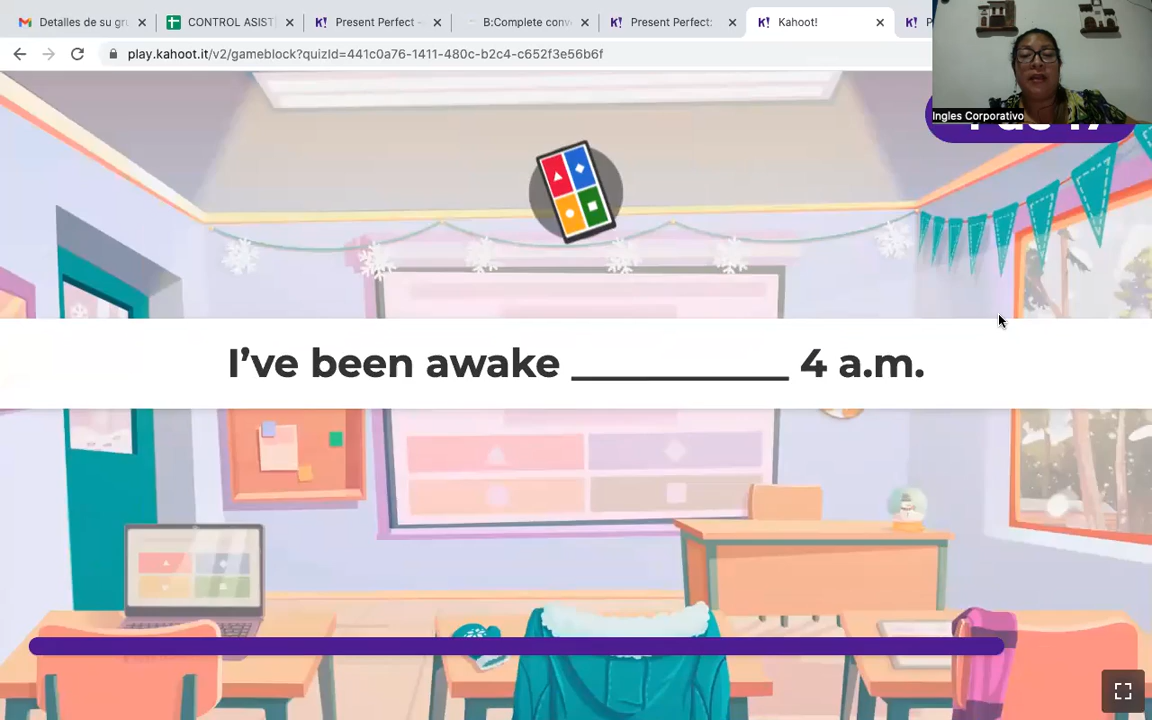 Detalles de su gr
CONTROL ASIST
Present Perfect –
B:Complete conv
Present Perfect:
Kahoot!
play.kahoot.it/v2/gameblock?quizId=441c0a76-1411-480c-b2c4-c652f3e56b6f
Ingles Corporativo
I’ve been awake ___________ 4 a.m.